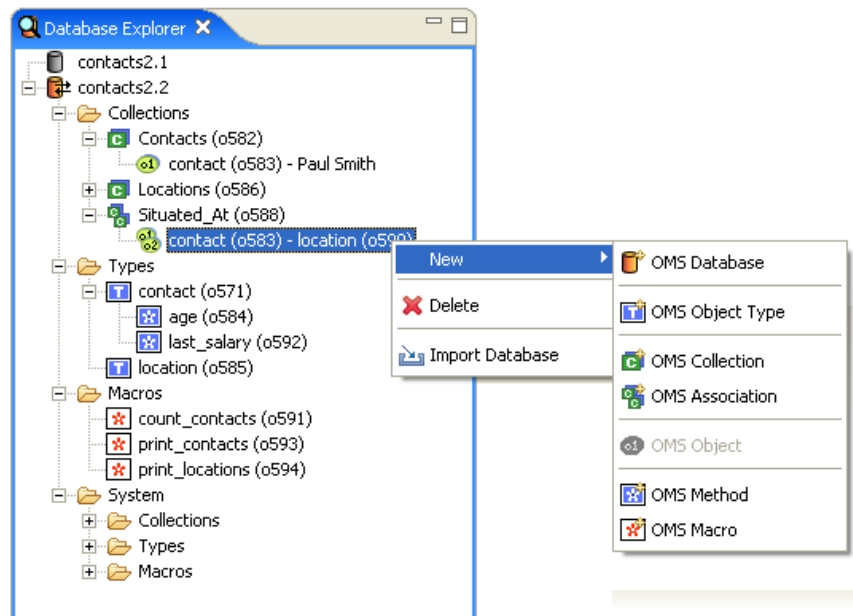 Database Explorer
contacts2.1
contacts2.2
Collections
Contacts (o582)
contact (o583) - Paul Smith
Locations (o586)
Situated_At (o588)
contact (o583) - location (o590)
Types
contact (o571)
age (o584)
last_salary (o592)
location (o585)
Macros
count_contacts (o591)
print_contacts (o593)
print_locations (o594)
System
Collections
Types
Macros
New
Delete
Import Database
OMS Database
OMS Object Type
OMS Collection
OMS Association
OMS Object
OMS Method
OMS Macro